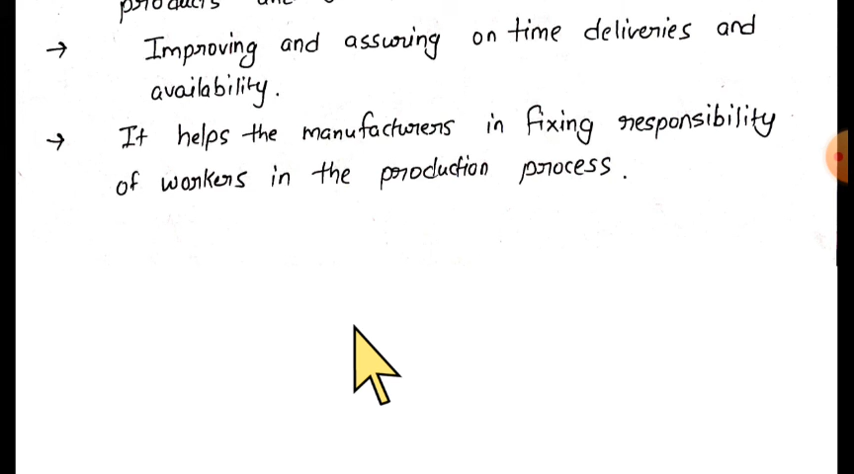 products
→ Improving and assuring on time deliveries and
availability.
→ It helps the manufacturers in fixing responsibility
of workers in the production process.